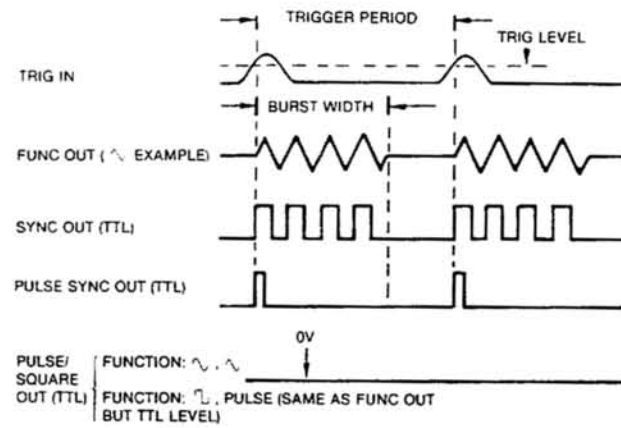 TRIGGER PERIOD
TRIG LEVEL
TRIG IN
BURST WIDTH
FUNC OUT ( EXAMPLE)
SYNC OUT (TTL)
PULSE SYNC OUT (TTL)
0V
PULSE/
SQUARE
OUT (TTL)
FUNCTION: ,
FUNCTION: , PULSE (SAME AS FUNC OUT
BUT TTL LEVEL)